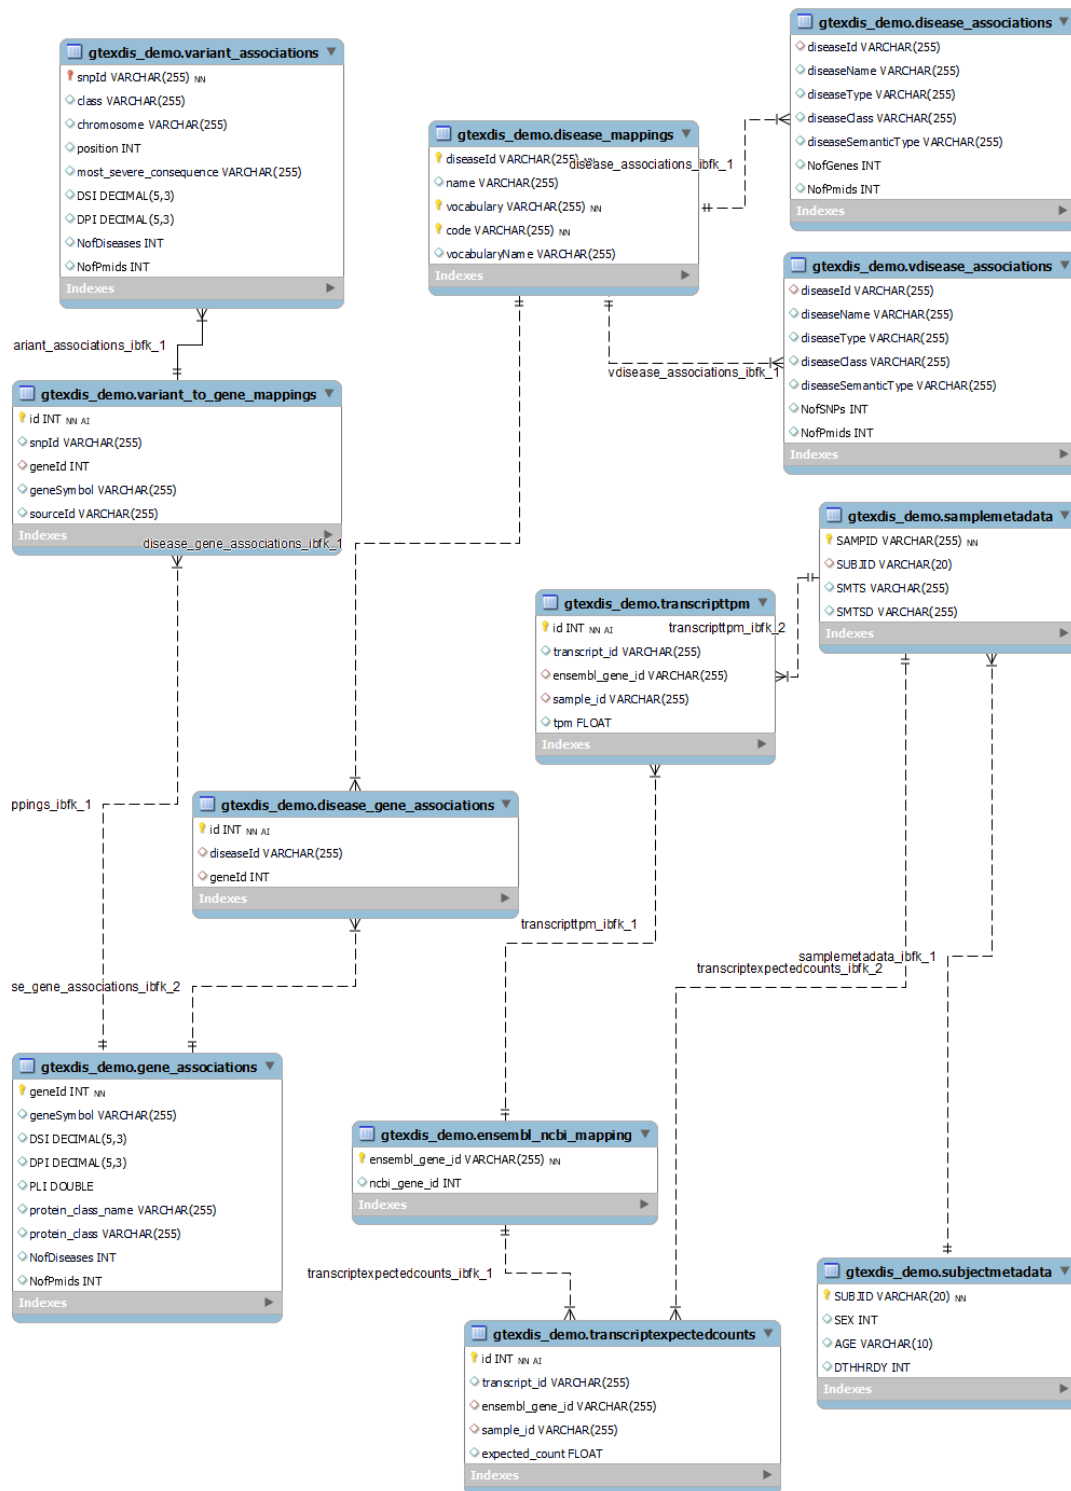 gtexdis_demo.variant_associations
snpId VARCHAR(255) NN
class VARCHAR(255)
chromosome VARCHAR(255)
position INT
most_severe_consequence VARCHAR(255)
DSI DECIMAL(5,3)
DPI DECIMAL(5,3)
NofDiseases INT
NofPmids INT
Indexes
ariant_associations_ibfk_1
gtexdis_demo.variant_to_gene_mappings
id INT NN AI
snpId VARCHAR(255)
geneId INT
geneSymbol VARCHAR(255)
sourceId VARCHAR(255)
Indexes
disease_gene_associations_ibfk_1
gtexdis_demo.disease_mappings
diseaseId VARCHAR(255)
name VARCHAR(255)
vocabulary VARCHAR(255) NN
code VARCHAR(255) NN
vocabularyName VARCHAR(255)
Indexes
disease_associations_ibfk_1
gtexdis_demo.disease_associations
diseaseId VARCHAR(255)
diseaseName VARCHAR(255)
diseaseType VARCHAR(255)
diseaseClass VARCHAR(255)
diseaseSemanticType VARCHAR(255)
NofGenes INT
NofPmids INT
Indexes
vdisease_associations_ibfk_1
gtexdis_demo.vdisease_associations
diseaseId VARCHAR(255)
diseaseName VARCHAR(255)
diseaseType VARCHAR(255)
diseaseClass VARCHAR(255)
diseaseSemanticType VARCHAR(255)
NofSNPs INT
NofPmids INT
Indexes
gtexdis_demo.samplemetadata
SAMPID VARCHAR(255) NN
SUBJID VARCHAR(20)
SMTS VARCHAR(255)
SMTSD VARCHAR(255)
Indexes
gtexdis_demo.transcripttpm
id INT NN AI
transcript_id VARCHAR(255)
ensembl_gene_id VARCHAR(255)
sample_id VARCHAR(255)
tpm FLOAT
Indexes
transcripttpm_ibfk_2
ppings_ibfk_1
gtexdis_demo.disease_gene_associations
id INT NN AI
diseaseId VARCHAR(255)
geneId INT
Indexes
transcripttpm_ibfk_1
samplemetadata_ibfk_1
transcriptexpectedcounts_ibfk_2
se_gene_associations_ibfk_2
gtexdis_demo.gene_associations
geneId INT NN
geneSymbol VARCHAR(255)
DSI DECIMAL(5,3)
DPI DECIMAL(5,3)
PLI DOUBLE
protein_class_name VARCHAR(255)
protein_class VARCHAR(255)
NofDiseases INT
NofPmids INT
Indexes
gtexdis_demo.ensembl_ncbi_mapping
ensembl_gene_id VARCHAR(255) NN
ncbi_gene_id INT
Indexes
transcriptexpectedcounts_ibfk_1
gtexdis_demo.subjectmetadata
SUBJID VARCHAR(20) NN
SEX INT
AGE VARCHAR(10)
DTHHRDY INT
Indexes
gtexdis_demo.transcriptexpectedcounts
id INT NN AI
transcript_id VARCHAR(255)
ensembl_gene_id VARCHAR(255)
sample_id VARCHAR(255)
expected_count FLOAT
Indexes